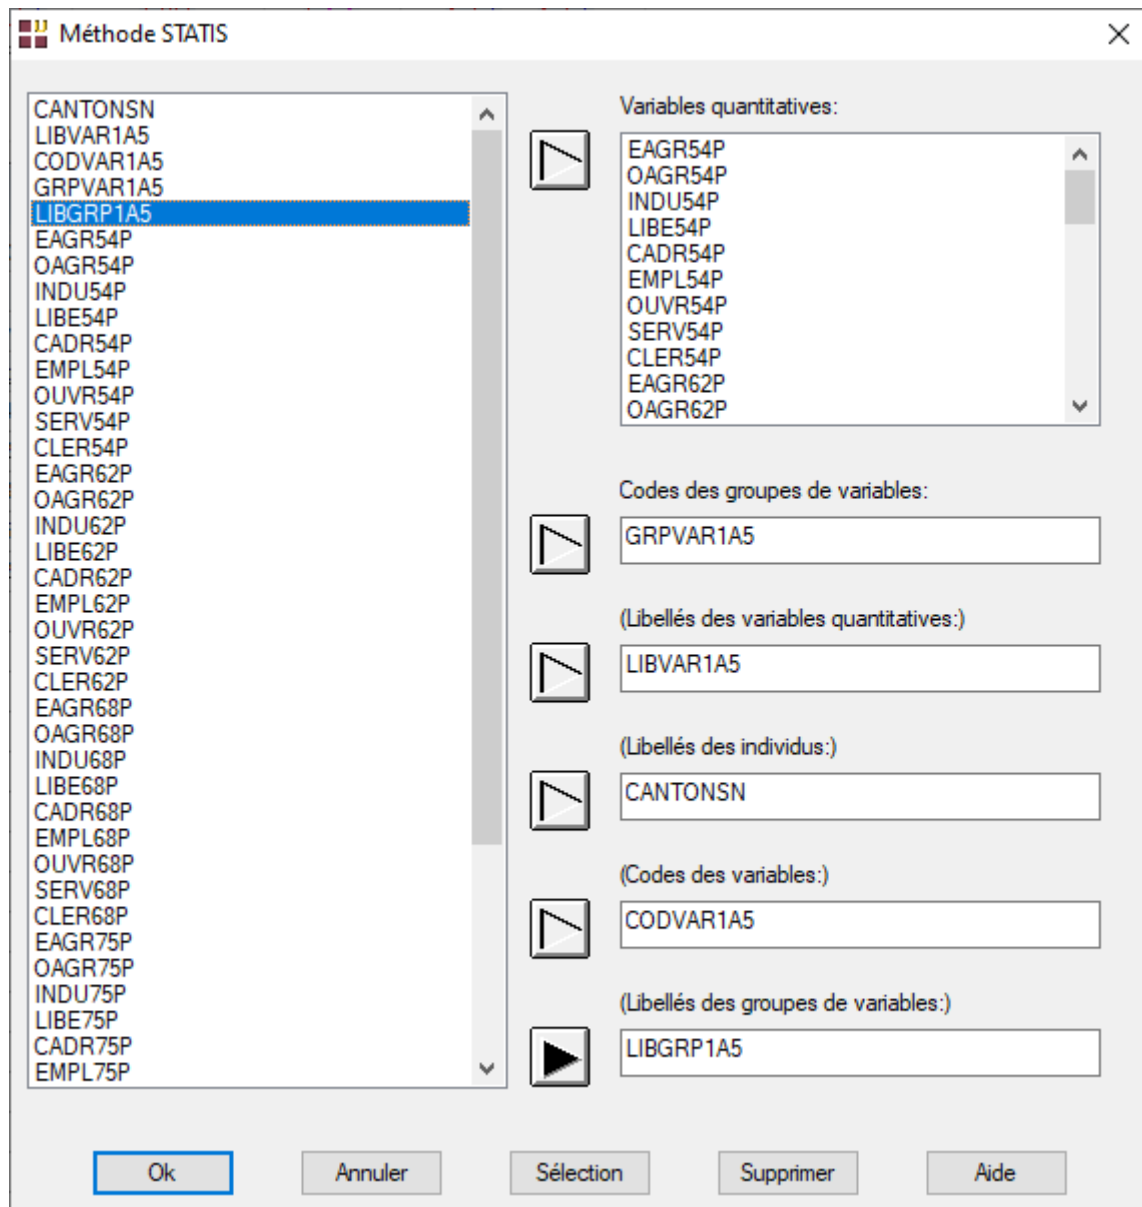 Méthode STATIS
CANTONSN
LIBVAR1A5
CODVAR1A5
GRPVAR1A5
LIBGRP1A5
EAGR54P
OAGR54P
INDU54P
LIBE54P
CADR54P
EMPL54P
OUVR54P
SERV54P
CLER54P
EAGR62P
OAGR62P
INDU62P
LIBE62P
CADR62P
EMPL62P
OUVR62P
SERV62P
CLER62P
EAGR68P
OAGR68P
INDU68P
LIBE68P
CADR68P
EMPL68P
OUVR68P
SERV68P
CLER68P
EAGR75P
OAGR75P
INDU75P
LIBE75P
CADR75P
EMPL75P
Variables quantitatives:
EAGR54P
OAGR54P
INDU54P
LIBE54P
CADR54P
EMPL54P
OUVR54P
SERV54P
CLER54P
EAGR62P
OAGR62P
Codes des groupes de variables:
GRPVAR1A5
(Libellés des variables quantitatives:)
LIBVAR1A5
(Libellés des individus:)
CANTONSN
(Codes des variables:)
CODVAR1A5
(Libellés des groupes de variables:)
LIBGRP1A5
Ok
Annuler
Sélection
Supprimer
Aide